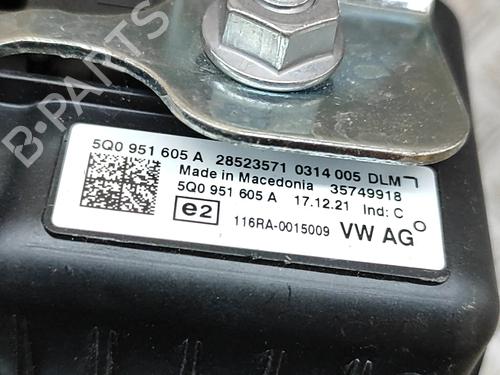 B-PARTS
5Q0 951 605 A 28523571 0314 005 DLM
Made in Macedonia 35749918
5Q0 951 605 A 17.12.21 Ind: C
e2 116RA-0015009 VW AG